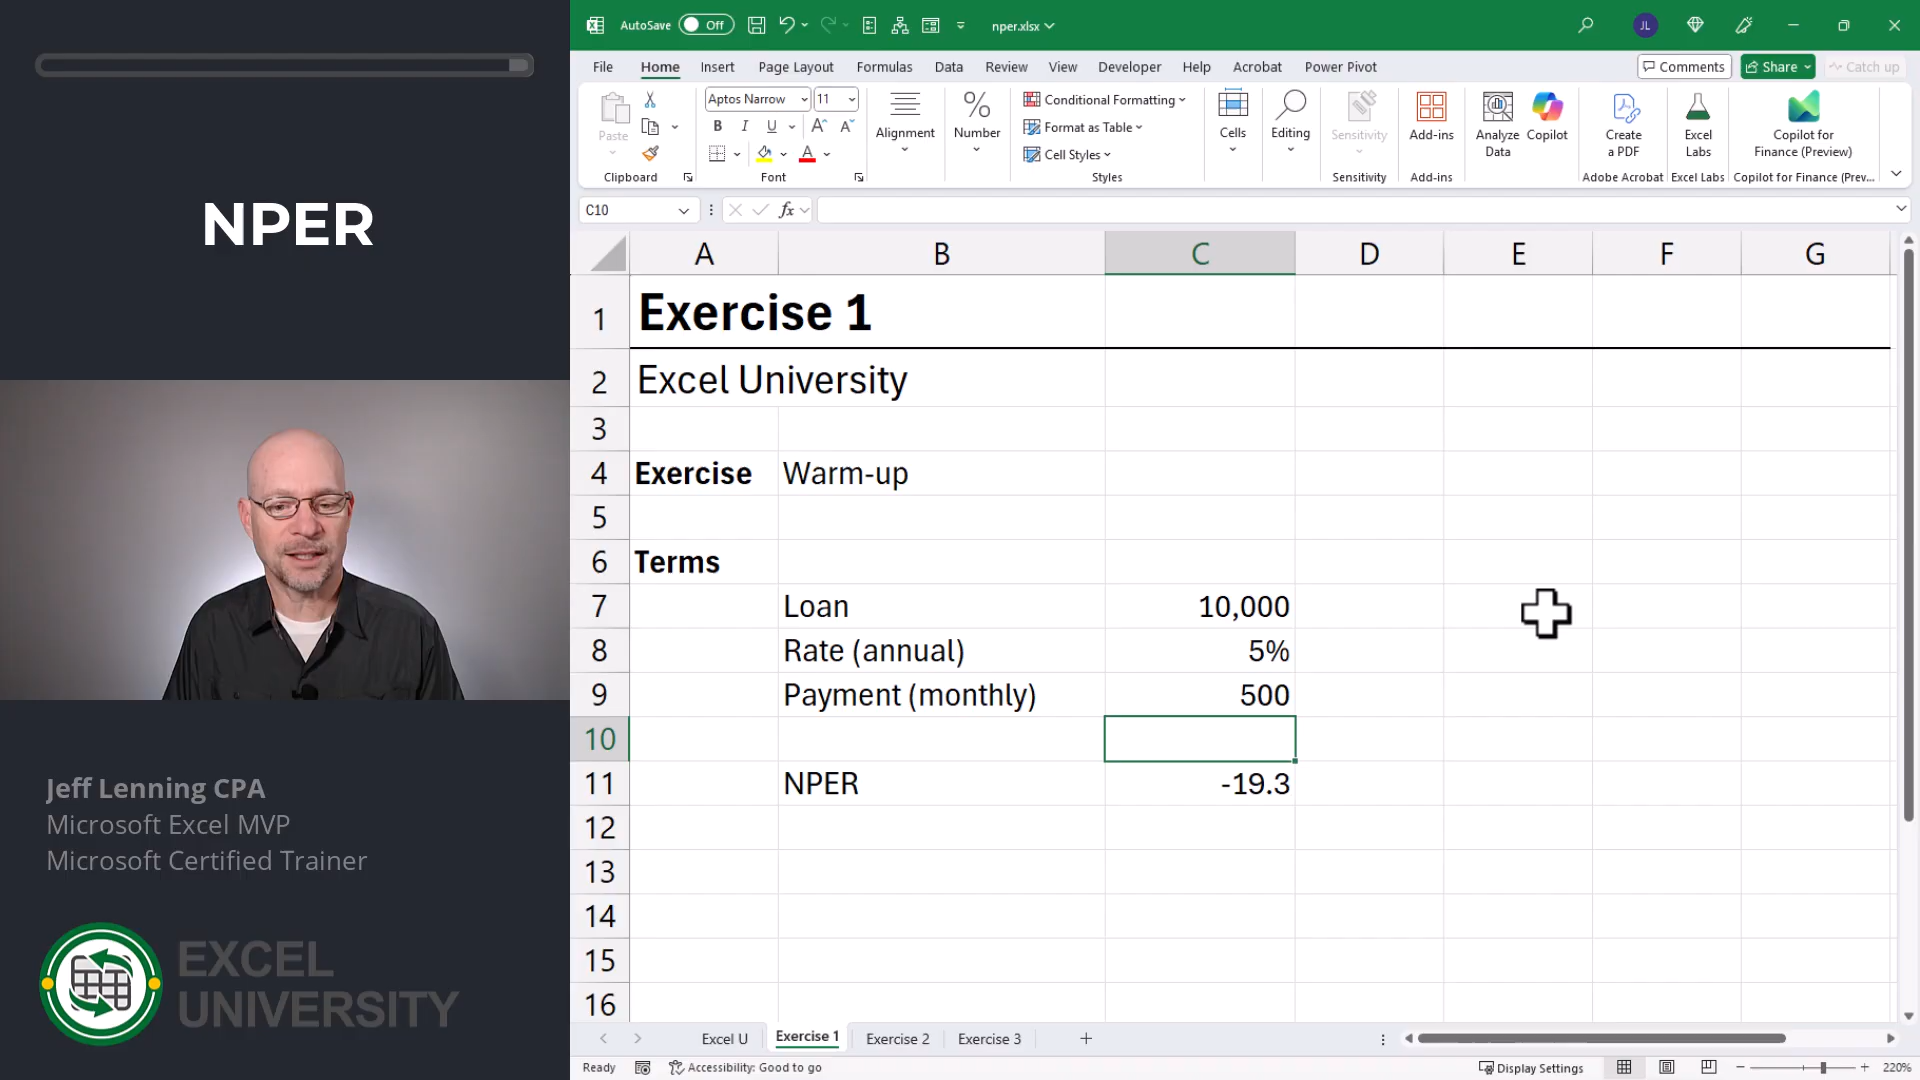 NPER
Jeff Lenning CPA
Microsoft Excel MVP
Microsoft Certified Trainer
EXCEL
UNIVERSITY
AutoSave Off nper.xlsx JL
File Home Insert Page Layout Formulas Data Review View Developer Help Acrobat Power Pivot Comments Share Catch up
Paste
Clipboard
Aptos Narrow 11
B I U A A
A
Font
Alignment
% Number
Conditional Formatting
Format as Table
Cell Styles
Styles
Cells
Editing
Sensitivity
Sensitivity
Add-ins
Add-ins
Analyze
Data
Copilot
Create
a PDF
Adobe Acrobat
Excel
Labs
Excel Labs
Copilot for
Finance (Preview)
Copilot for Finance (Prev...
C10 fx
A B C D E F G
1 Exercise 1
2 Excel University
3
4 Exercise Warm-up
5
6 Terms
7 Loan 10,000
8 Rate (annual) 5%
9 Payment (monthly) 500
10
11 NPER -19.3
12
13
14
15
16
Excel U Exercise 1 Exercise 2 Exercise 3 +
Ready Accessibility: Good to go Display Settings - + 220%